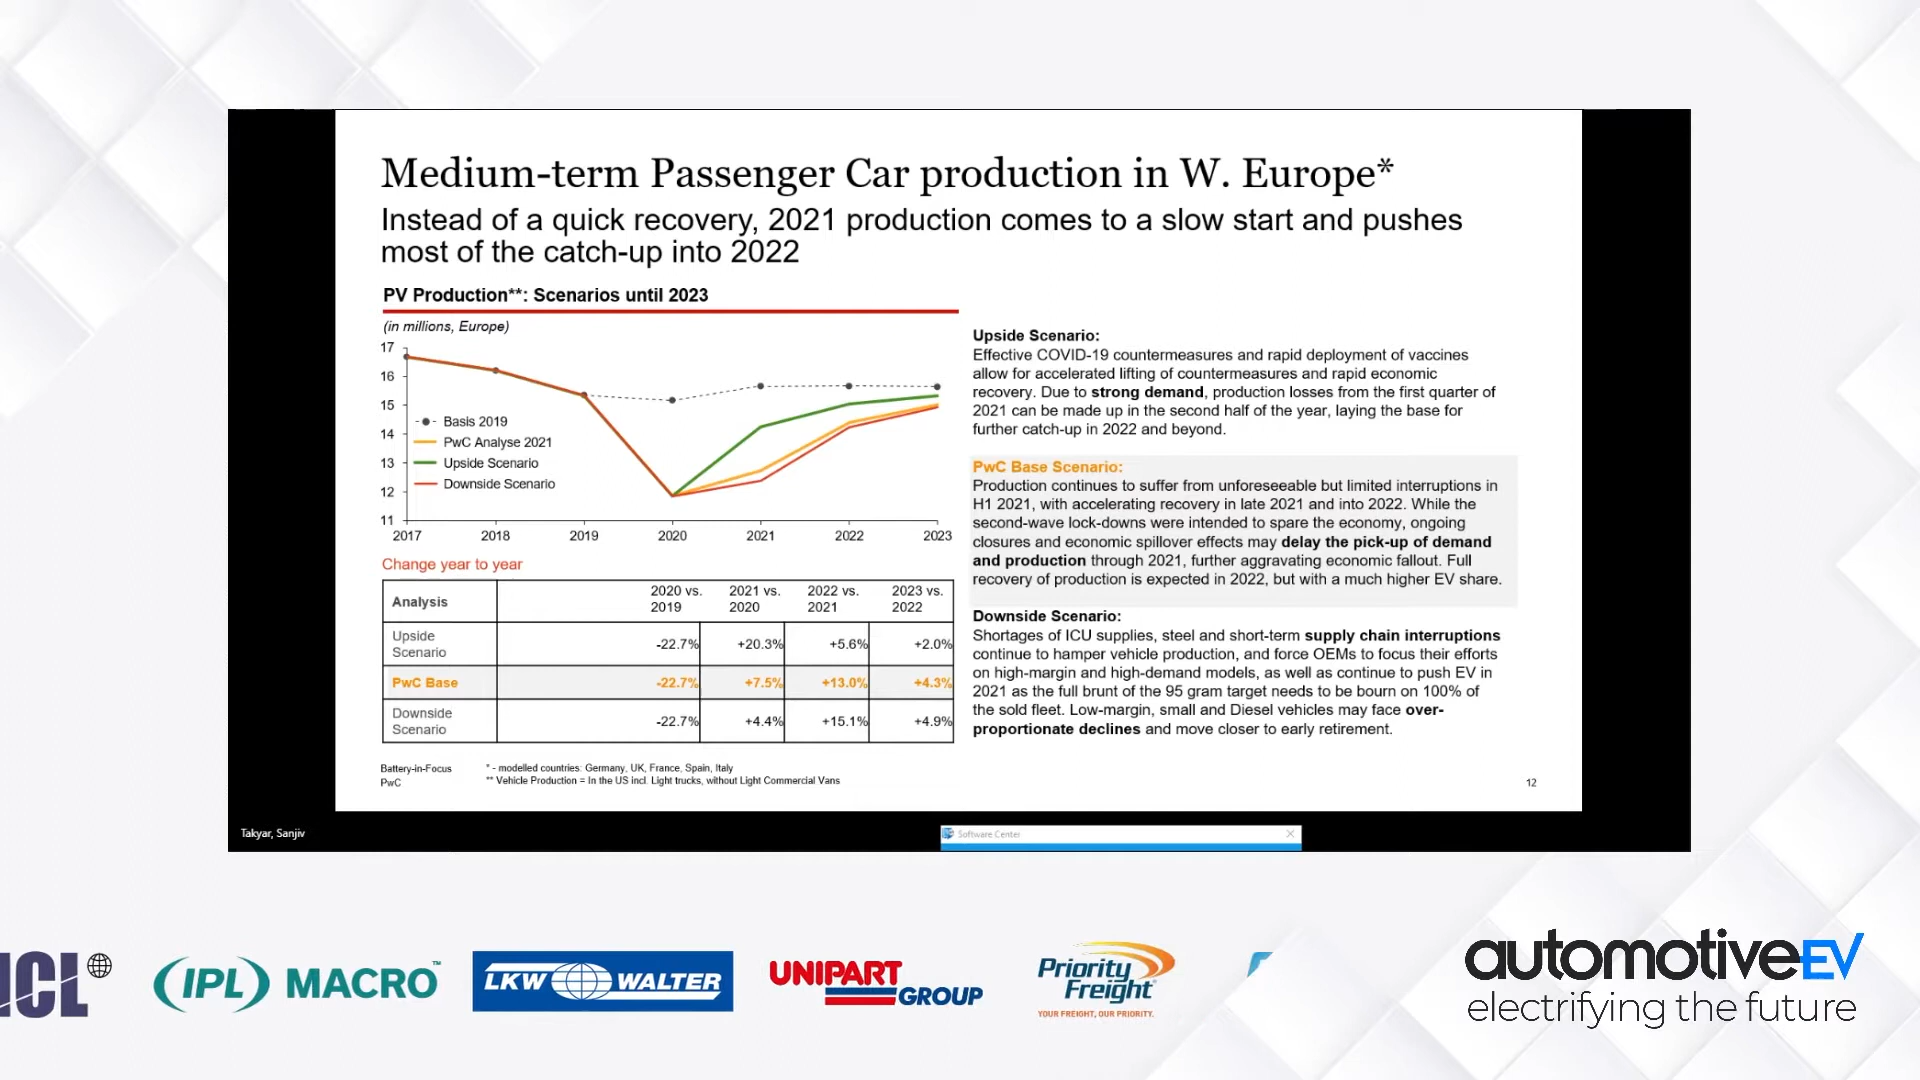 Medium-term Passenger Car production in W. Europe*
Instead of a quick recovery, 2021 production comes to a slow start and pushes
most of the catch-up into 2022
PV Production**: Scenarios until 2023
(in millions, Europe)
17
16
15
14
13
12
11
Basis 2019
PwC Analyse 2021
Upside Scenario
Downside Scenario
2017 2018 2019 2020 2021 2022 2023
Change year to year
Analysis 2020 vs. 2021 vs. 2022 vs. 2023 vs.
2019 2020 2021 2022
Upside
Scenario -22.7% +20.3% +5.6% +2.0%
PwC Base -22.7% +7.5% +13.0% +4.3%
Downside
Scenario -22.7% +4.4% +15.1% +4.9%
Upside Scenario:
Effective COVID-19 countermeasures and rapid deployment of vaccines
allow for accelerated lifting of countermeasures and rapid economic
recovery. Due to strong demand, production losses from the first quarter of
2021 can be made up in the second half of the year, laying the base for
further catch-up in 2022 and beyond.
PwC Base Scenario:
Production continues to suffer from unforeseeable but limited interruptions in
H1 2021, with accelerating recovery in late 2021 and into 2022. While the
second-wave lock-downs were intended to spare the economy, ongoing
closures and economic spillover effects may delay the pick-up of demand
and production through 2021, further aggravating economic fallout. Full
recovery of production is expected in 2022, but with a much higher EV share.
Downside Scenario:
Shortages of ICU supplies, steel and short-term supply chain interruptions
continue to hamper vehicle production, and force OEMs to focus their efforts
on high-margin and high-demand models, as well as continue to push EV in
2021 as the full brunt of the 95 gram target needs to be bourn on 100% of
the sold fleet. Low-margin, small and Diesel vehicles may face over-
proportionate declines and move closer to early retirement.
Battery-in-Focus
PwC
* - modelled countries: Germany, UK, France, Spain, Italy
** Vehicle Production = In the US incl. Light trucks, without Light Commercial Vans
12
Takyar, Sanjiv
Software Center
ICL
IPL MACRO™
LKW WALTER
UNIPART
GROUP
Priority
Freight
YOUR FREIGHT, OUR PRIORITY.
automotiveEV
electrifying the future